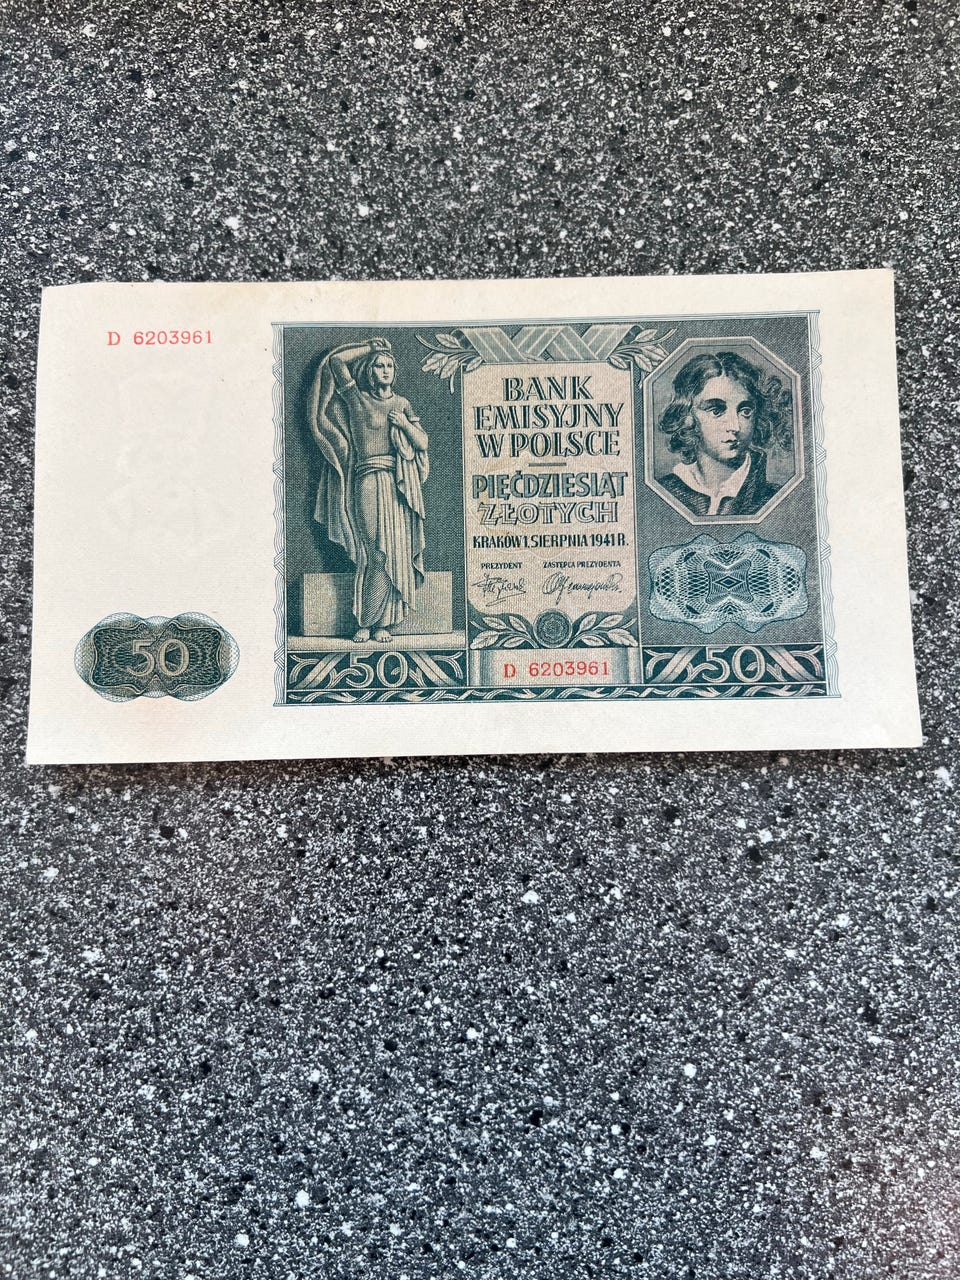 D 6203961
BANK
EMISYJNY
W POLSCE
PIĘĆDZIESIĄT
ZŁOTYCH
KRAKÓW 1. SIERPNIA 1941 R.
PREZYDENT ZASTĘPCA PREZYDENTA
50
50 D 6203961 50